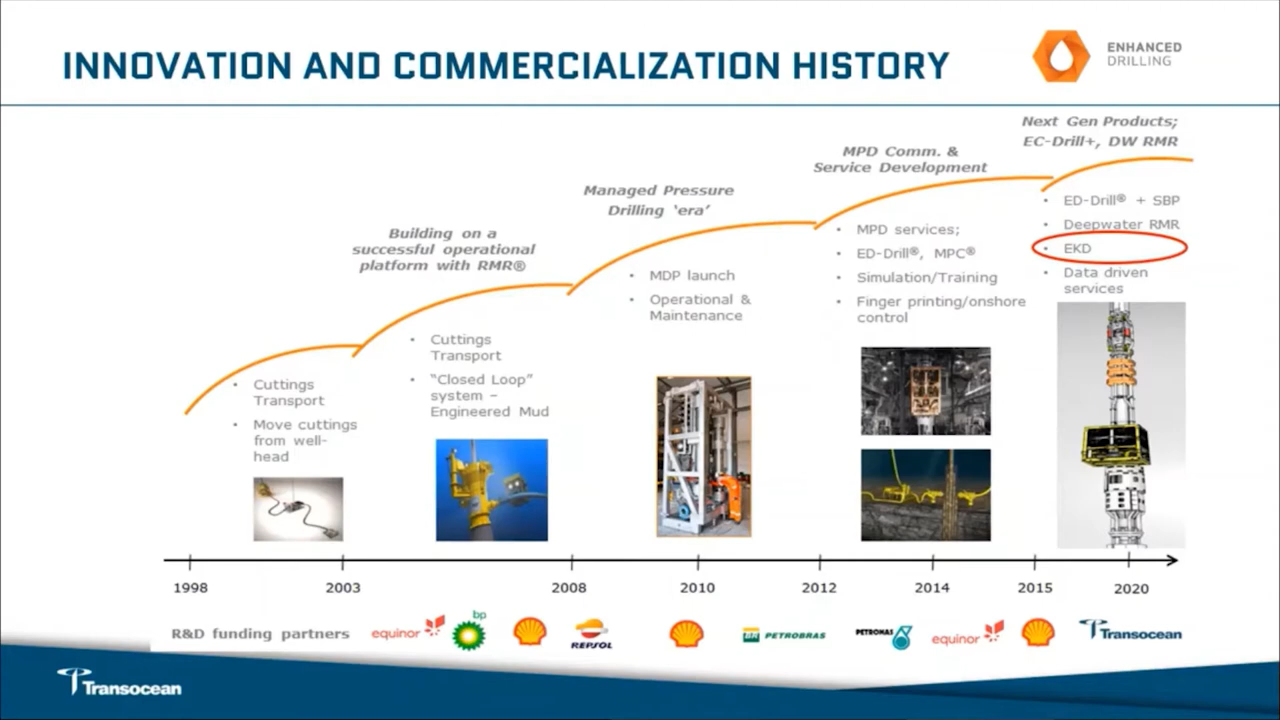 INNOVATION AND COMMERCIALIZATION HISTORY
ENHANCED
DRILLING
Next Gen Products;
EC-Drill+, DW RMR
MPD Comm. &
Service Development
Managed Pressure
Drilling ‘era’
Building on a
successful operational
platform with RMR®
• Cuttings
Transport
• Move cuttings
from well-
head
• Cuttings
Transport
• “Closed Loop”
system –
Engineered Mud
• MDP launch
• Operational &
Maintenance
• MPD services;
• ED-Drill®, MPC®
• Simulation/Training
• Finger printing/onshore
control
• ED-Drill® + SBP
• Deepwater RMR
• EKD
• Data driven
services
1998 2003 2008 2010 2012 2014 2015 2020
R&D funding partners
equinor
bp
REPSOL
BR PETROBRAS
PETRONAS
equinor
Transocean
Transocean